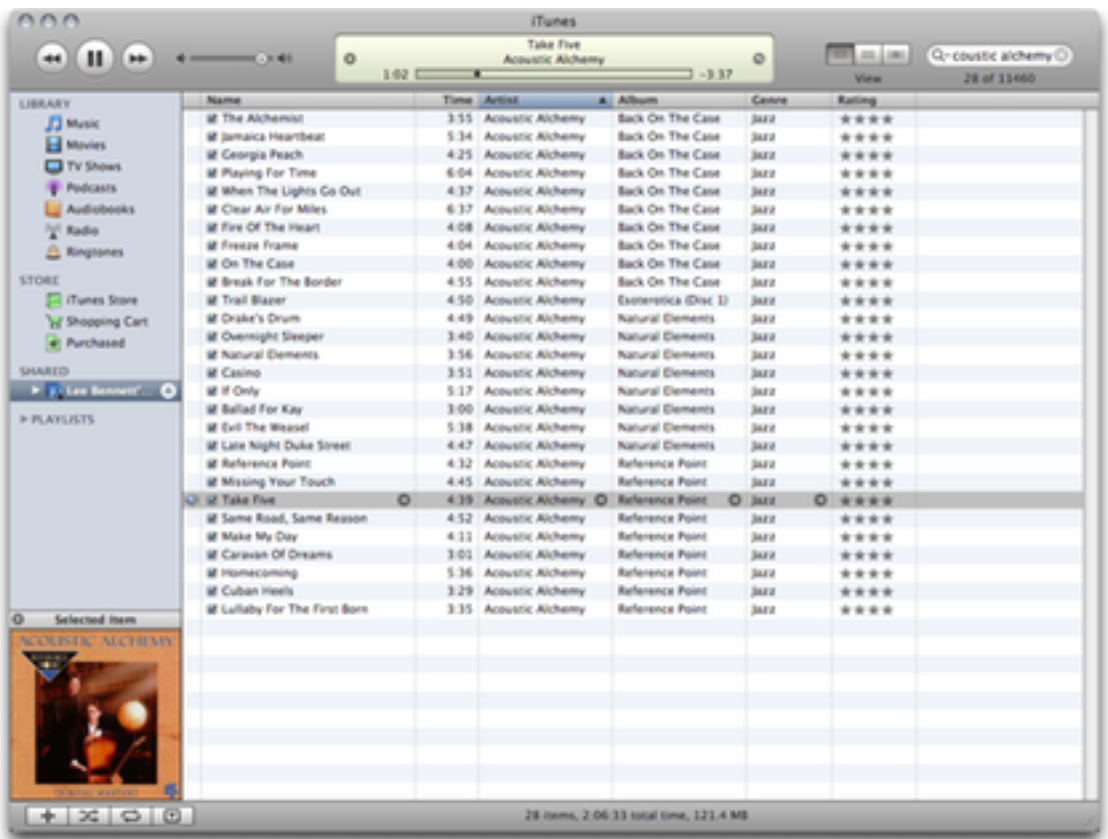 iTunes
Take Five
Acoustic Alchemy
1:02 -3:37
coustic alchemy
View 28 of 11460
LIBRARY
Music
Movies
TV Shows
Podcasts
Audiobooks
Radio
Ringtones
STORE
iTunes Store
Shopping Cart
Purchased
SHARED
Lee Bennett'...
PLAYLISTS
Selected Item
ACOUSTIC ALCHEMY
Name Time Artist Album Genre Rating
The Alchemist 3:55 Acoustic Alchemy Back On The Case Jazz ★★★★
Jamaica Heartbeat 5:34 Acoustic Alchemy Back On The Case Jazz ★★★★
Georgia Peach 4:25 Acoustic Alchemy Back On The Case Jazz ★★★★
Playing For Time 6:04 Acoustic Alchemy Back On The Case Jazz ★★★★
When The Lights Go Out 4:37 Acoustic Alchemy Back On The Case Jazz ★★★★
Clear Air For Miles 6:37 Acoustic Alchemy Back On The Case Jazz ★★★★
Fire Of The Heart 4:08 Acoustic Alchemy Back On The Case Jazz ★★★★
Freeze Frame 4:04 Acoustic Alchemy Back On The Case Jazz ★★★★
On The Case 4:00 Acoustic Alchemy Back On The Case Jazz ★★★★
Break For The Border 4:55 Acoustic Alchemy Back On The Case Jazz ★★★★
Trail Blazer 4:50 Acoustic Alchemy Esoterotica (Disc 1) Jazz ★★★★
Drake's Drum 4:49 Acoustic Alchemy Natural Elements Jazz ★★★★
Overnight Sleeper 3:40 Acoustic Alchemy Natural Elements Jazz ★★★★
Natural Elements 3:56 Acoustic Alchemy Natural Elements Jazz ★★★★
Casino 3:51 Acoustic Alchemy Natural Elements Jazz ★★★★
If Only 5:17 Acoustic Alchemy Natural Elements Jazz ★★★★
Ballad For Kay 3:00 Acoustic Alchemy Natural Elements Jazz ★★★★
Evil The Weasel 5:38 Acoustic Alchemy Natural Elements Jazz ★★★★
Late Night Duke Street 4:47 Acoustic Alchemy Natural Elements Jazz ★★★★
Reference Point 4:32 Acoustic Alchemy Reference Point Jazz ★★★★
Missing Your Touch 4:45 Acoustic Alchemy Reference Point Jazz ★★★★
Take Five 4:39 Acoustic Alchemy Reference Point Jazz ★★★★
Same Road, Same Reason 4:52 Acoustic Alchemy Reference Point Jazz ★★★★
Make My Day 4:11 Acoustic Alchemy Reference Point Jazz ★★★★
Caravan Of Dreams 3:01 Acoustic Alchemy Reference Point Jazz ★★★★
Homecoming 5:36 Acoustic Alchemy Reference Point Jazz ★★★★
Cuban Heels 3:29 Acoustic Alchemy Reference Point Jazz ★★★★
Lullaby For The First Born 3:35 Acoustic Alchemy Reference Point Jazz ★★★★
28 items, 2:06:33 total time, 121.4 MB